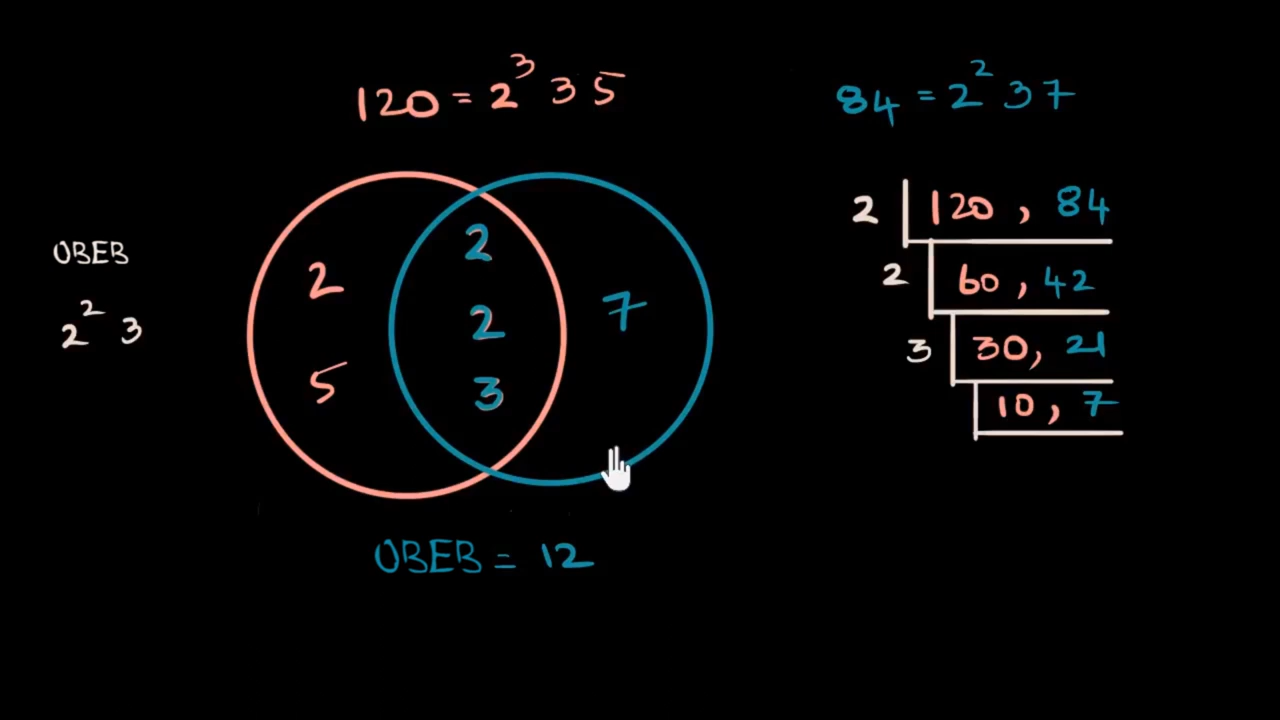 120 = 2³ 3 5
84 = 2² 3 7
OBEB
2² 3
2
5
2
2
3
7
2 | 120 , 84
2 | 60 , 42
3 | 30, 21
10 , 7
OBEB = 12